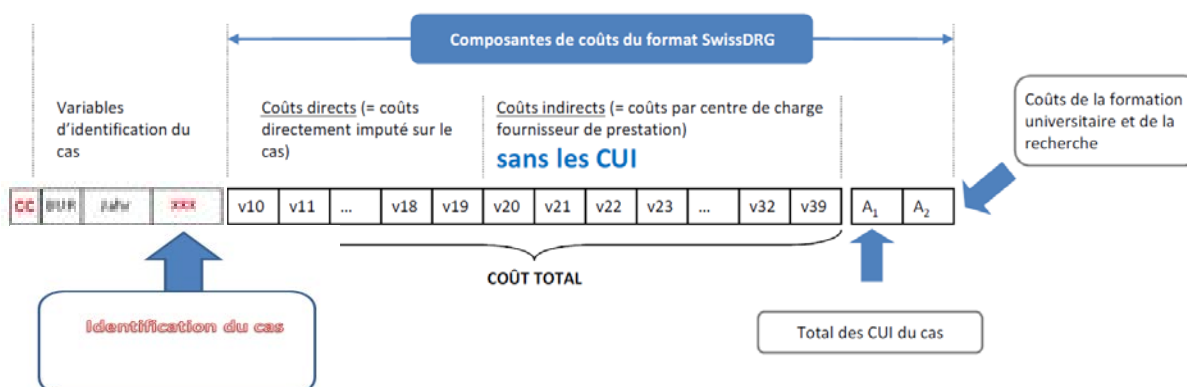 Composantes de coûts du format SwissDRG
Variables
d'identification du
cas
Coûts directs (= coûts
directement imputé sur le
cas)
Coûts indirects (= coûts par centre de charge
fournisseur de prestation)
sans les CUI
Coûts de la formation
universitaire et de la
recherche
CC BUR Jahr xxx v10 v11 ... v18 v19 v20 v21 v22 v23 ... v32 v39 A1 A2
COÛT TOTAL
Identification du cas
Total des CUI du cas